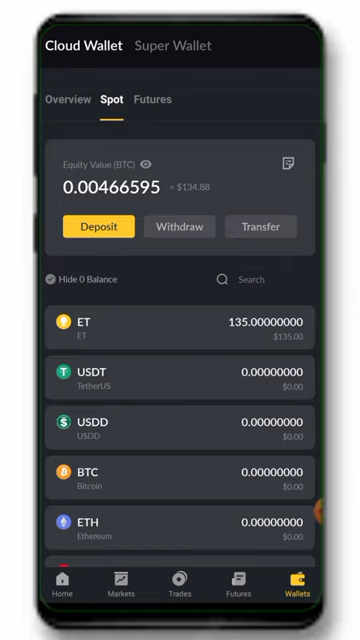 Cloud Wallet Super Wallet
Overview Spot Futures
Equity Value (BTC)
0.00466595 ≈ $134.88
Deposit Withdraw Transfer
Hide 0 Balance Search
ET 135.00000000
ET $135.00
USDT 0.00000000
TetherUS $0.00
USDD 0.00000000
USDD $0.00
BTC 0.00000000
Bitcoin $0.00
ETH 0.00000000
Ethereum $0.00
Home Markets Trades Futures Wallets